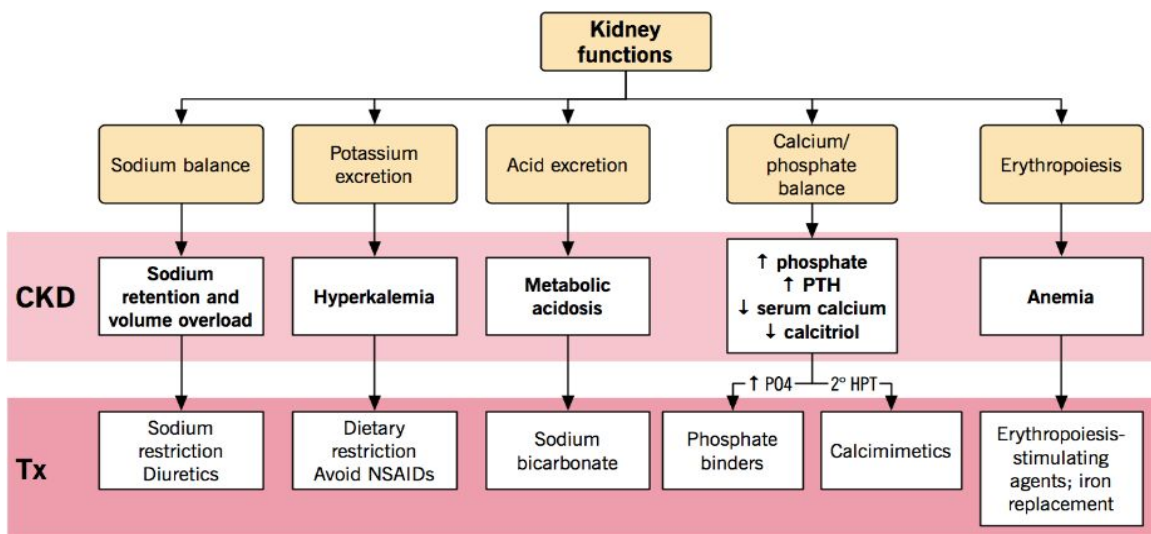 Kidney
functions
Sodium balance
Potassium
excretion
Acid excretion
Calcium/
phosphate
balance
Erythropoiesis
CKD
Sodium
retention and
volume overload
Hyperkalemia
Metabolic
acidosis
↑ phosphate
↑ PTH
↓ serum calcium
↓ calcitriol
Anemia
↑ PO4
2° HPT
Tx
Sodium
restriction
Diuretics
Dietary
restriction
Avoid NSAIDs
Sodium
bicarbonate
Phosphate
binders
Calcimimetics
Erythropoiesis-
stimulating
agents; iron
replacement